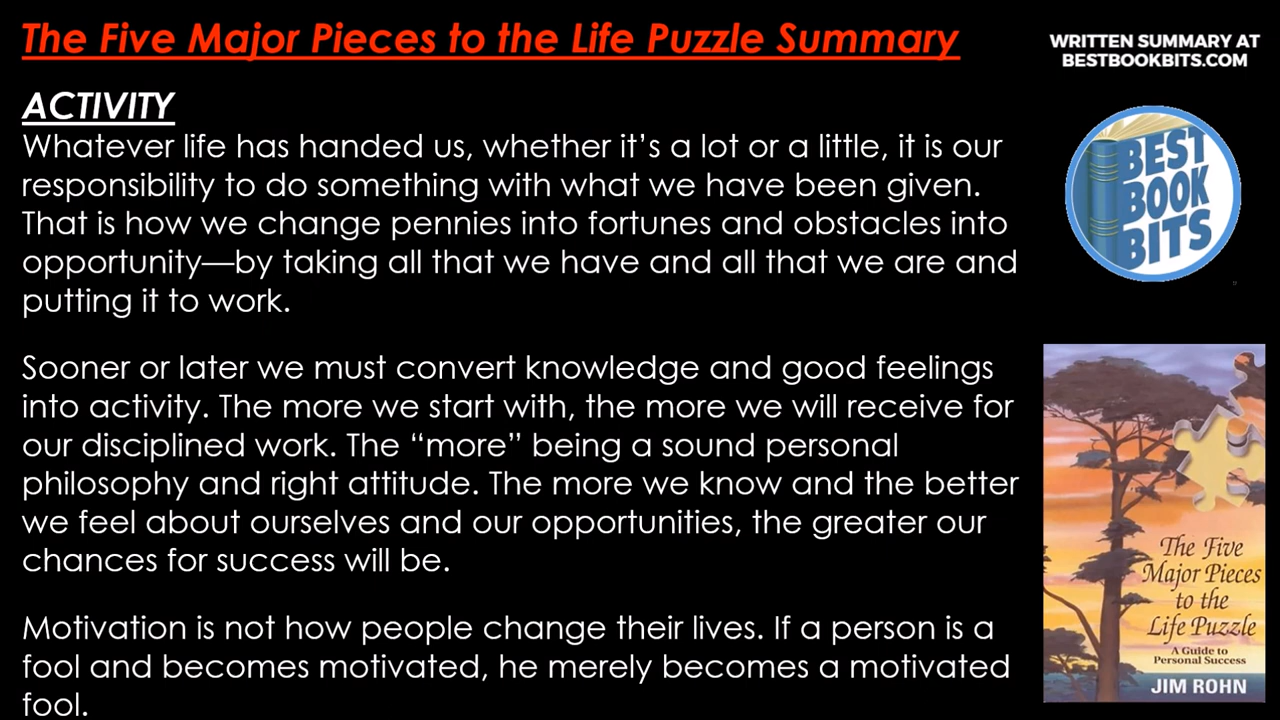 The Five Major Pieces to the Life Puzzle Summary
WRITTEN SUMMARY AT
BESTBOOKBITS.COM
ACTIVITY
Whatever life has handed us, whether it’s a lot or a little, it is our
responsibility to do something with what we have been given.
That is how we change pennies into fortunes and obstacles into
opportunity—by taking all that we have and all that we are and
putting it to work.
Sooner or later we must convert knowledge and good feelings
into activity. The more we start with, the more we will receive for
our disciplined work. The “more” being a sound personal
philosophy and right attitude. The more we know and the better
we feel about ourselves and our opportunities, the greater our
chances for success will be.
Motivation is not how people change their lives. If a person is a
fool and becomes motivated, he merely becomes a motivated
fool.
BEST
BOOK
BITS
The Five
Major Pieces
to the
Life Puzzle
A Guide to
Personal Success
JIM ROHN